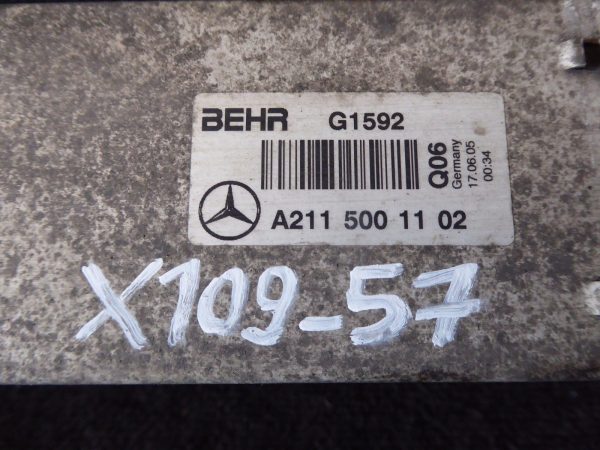 BEHR G1592
Q06
Germany
17.06.05
00:34
A211 500 11 02
X109-57